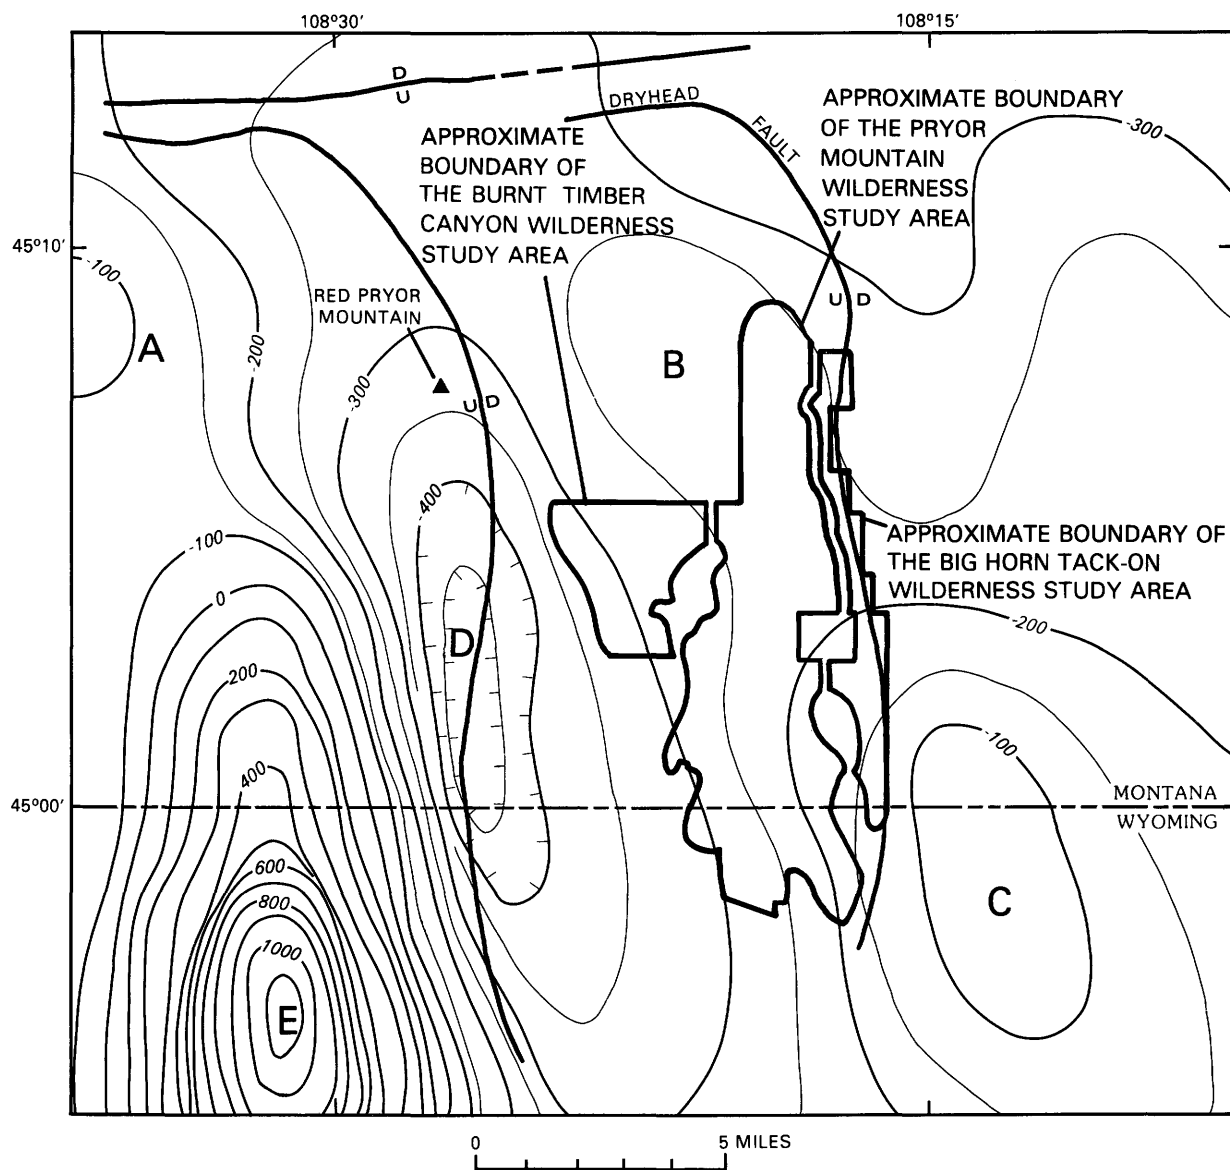 108°30′
108°15′
D
U
DRYHEAD
FAULT
APPROXIMATE
BOUNDARY OF
THE BURNT TIMBER
CANYON WILDERNESS
STUDY AREA
APPROXIMATE BOUNDARY
OF THE PRYOR
MOUNTAIN
WILDERNESS
STUDY AREA
-300
45°10′
-100
A
RED PRYOR
MOUNTAIN
-200
-300
U D
B
U D
-400
APPROXIMATE BOUNDARY OF
THE BIG HORN TACK-ON
WILDERNESS STUDY AREA
-100
0
200
D
-200
-100
400
45°00′
MONTANA
WYOMING
600
800
1000
C
E
0
5 MILES